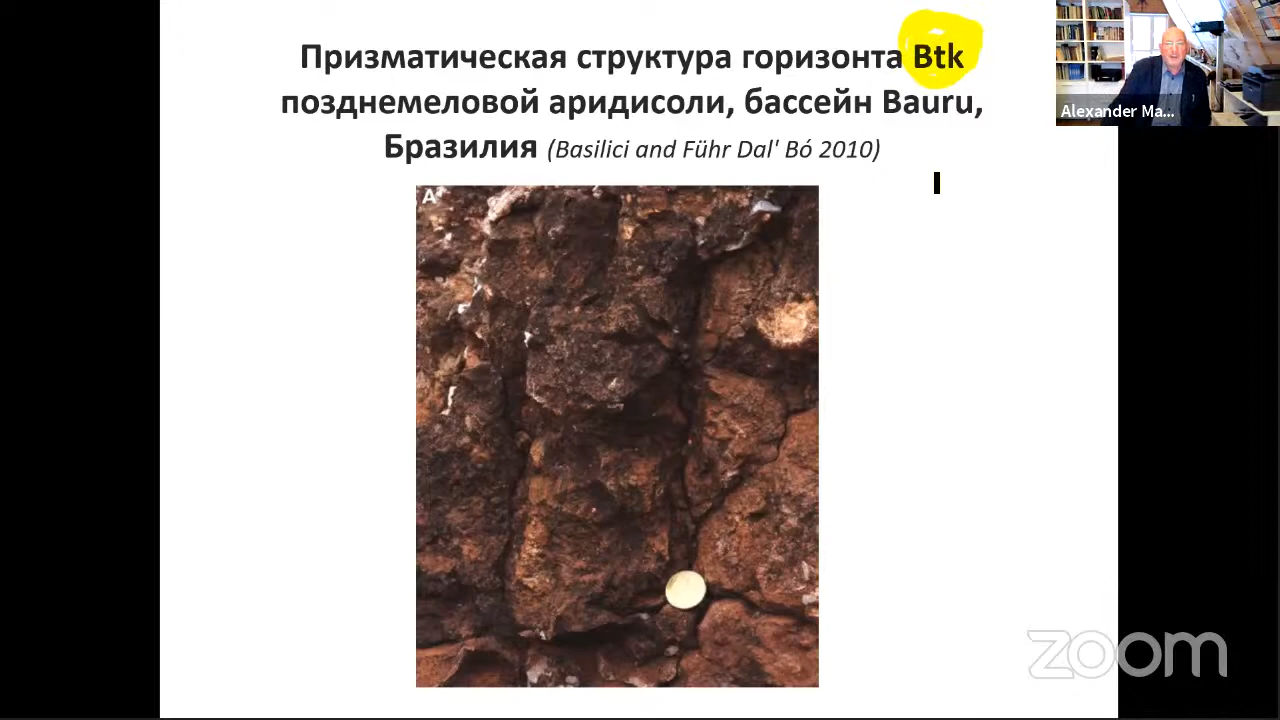 Призматическая структура горизонта Btk
позднемеловой аридисоли, бассейн Bauru,
Бразилия (Basilici and Führ Dal' Bó 2010)
Alexander Ma...
A
zoom